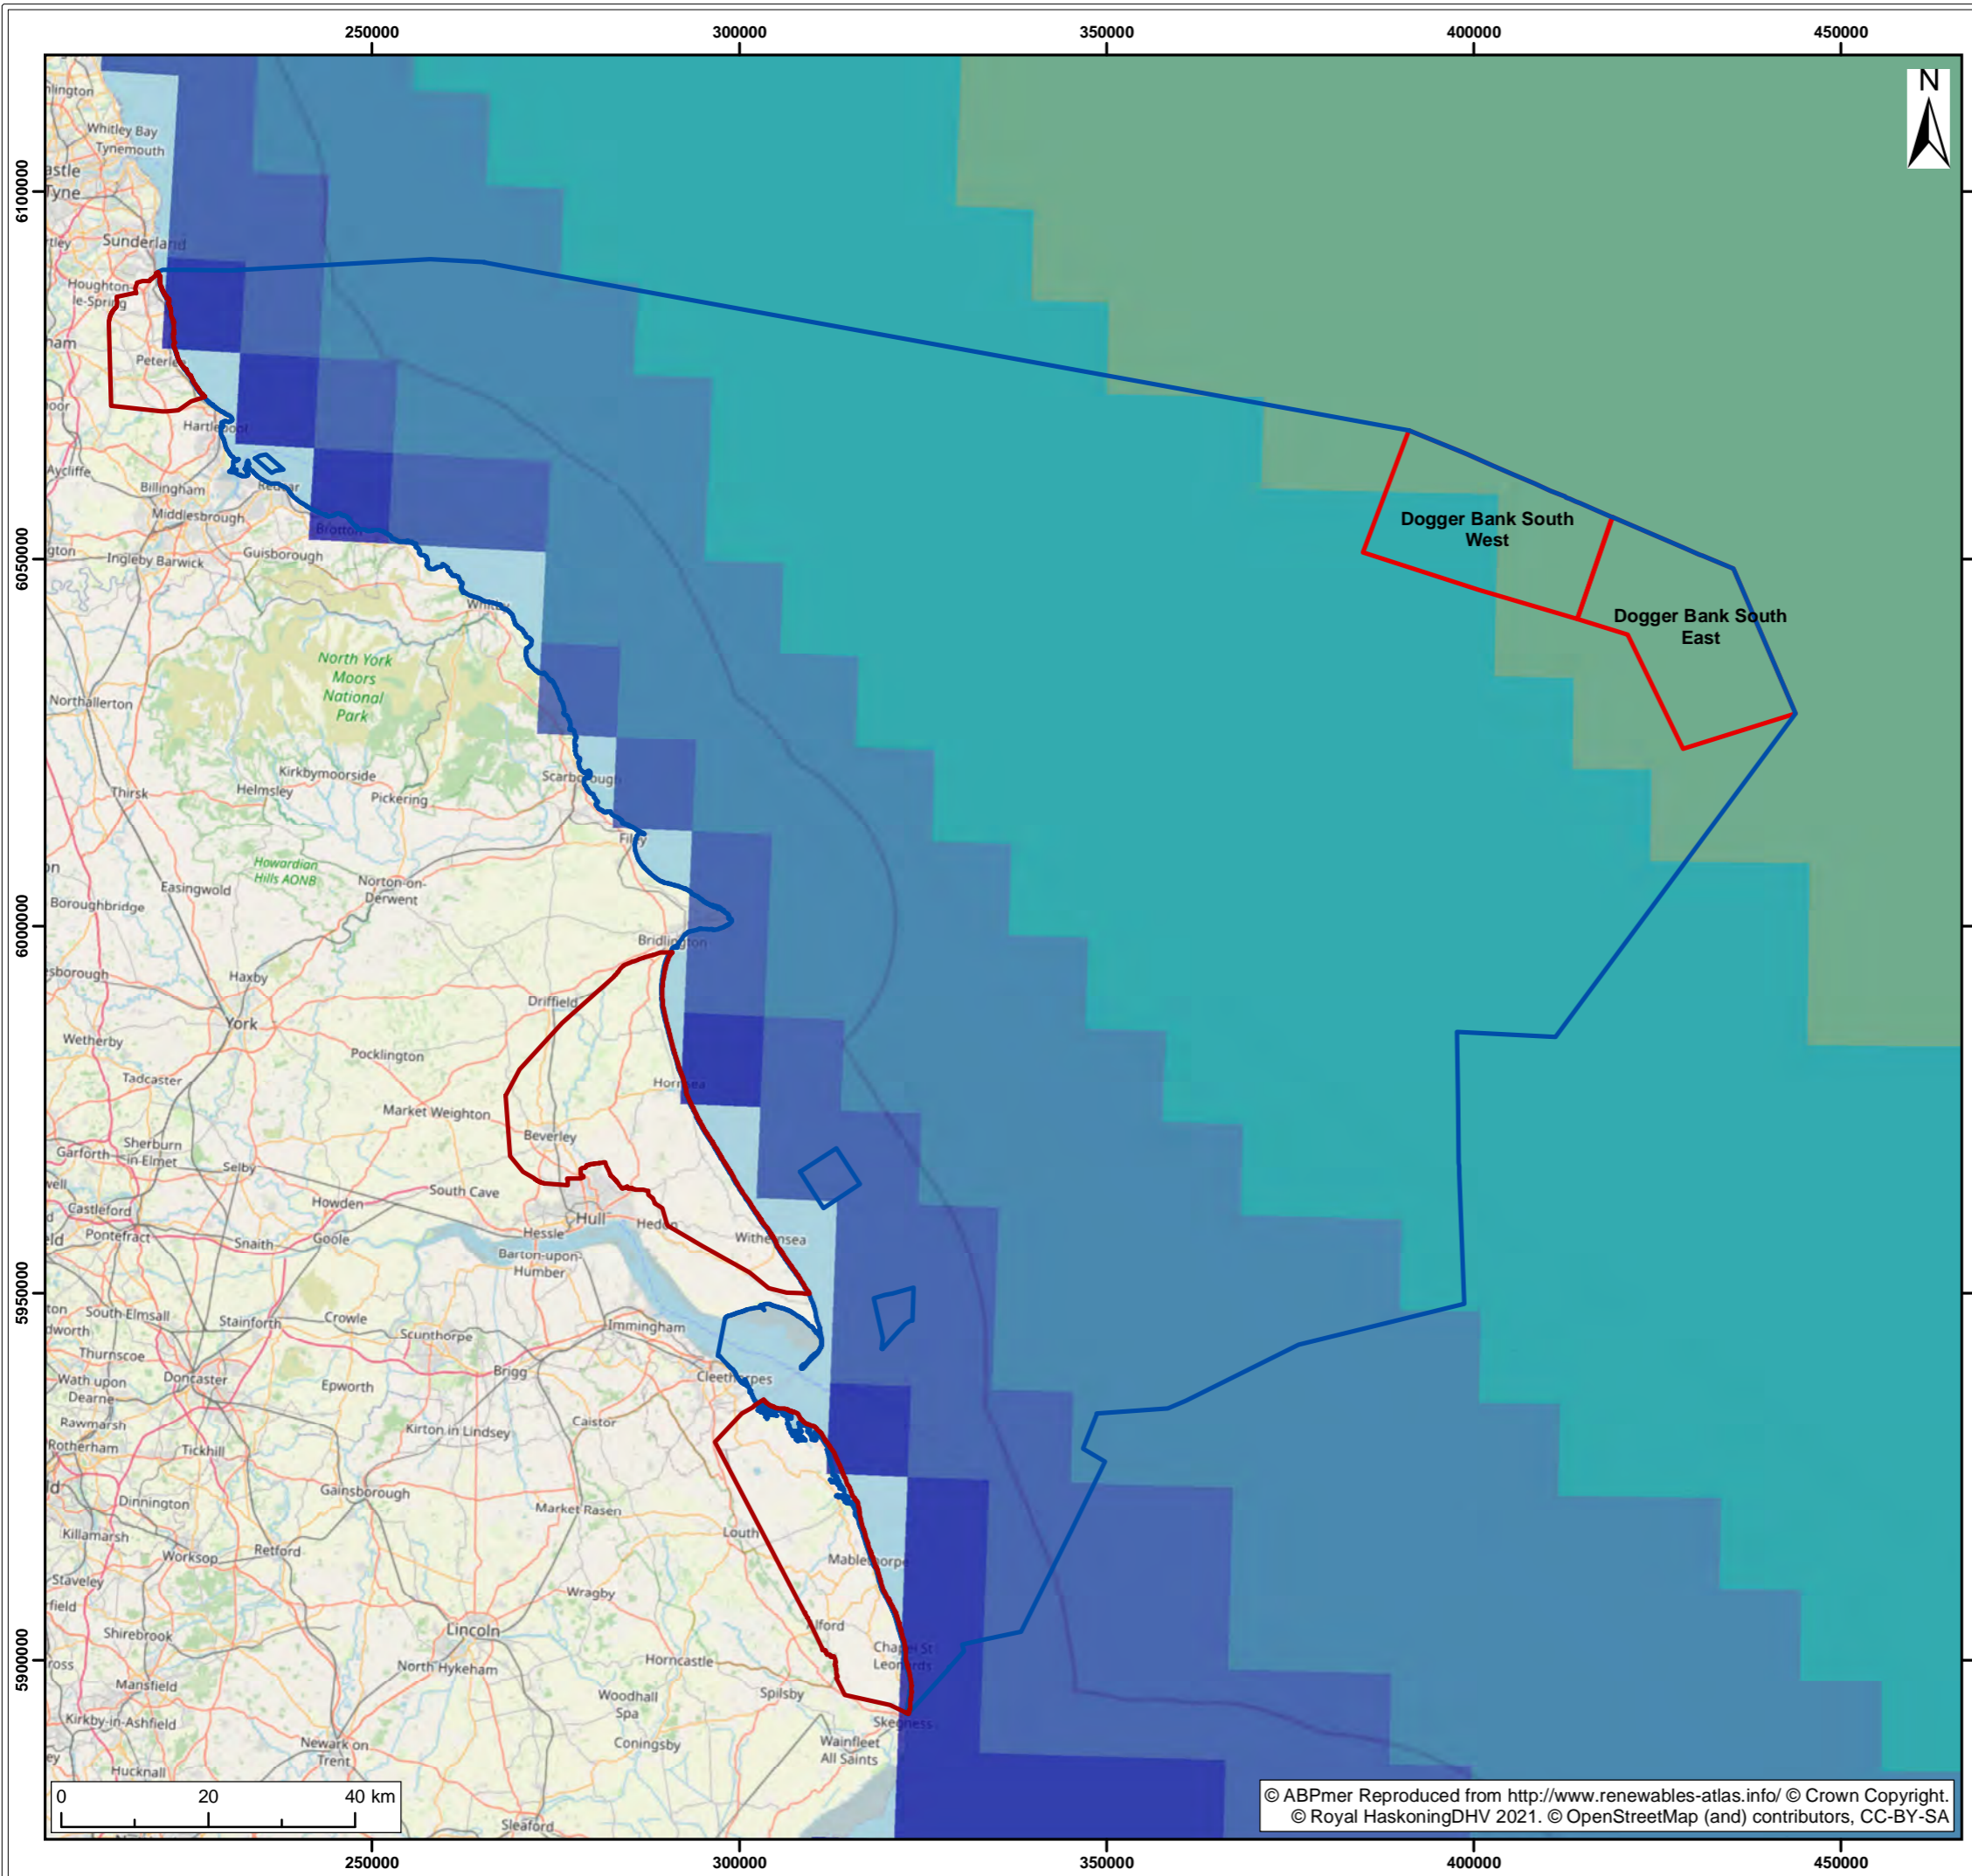 250000
300000
350000
400000
450000
N
6100000
6050000
6000000
5950000
5900000
Whitley Bay
Tynemouth
Sunderland
Houghton-
le-Spring
Hartlepool
Aycliffe
Billingham
Redcar
Middlesbrough
Brotton
Ingleby Barwick
Guisborough
Whitby
Dogger Bank South
West
Dogger Bank South
East
North York
Moors
National
Park
Northallerton
Scarborough
Kirkbymoorside
Thirsk
Helmsley
Pickering
Filey
Howardian
Hills AONB
Easingwold
Norton-on-
Derwent
Boroughbridge
Bridlington
Haxby
Driffield
York
Wetherby
Pocklington
Tadcaster
Hornsea
Market Weighton
Beverley
Sherburn
in-Elmet
Garforth
Selby
South Cave
Castleford
Howden
Hull
Hedon
Withernsea
Pontefract
Snaith
Goole
Hessle
Barton-upon-
Humber
South Elmsall
Crowle
Immingham
Stainforth
Scunthorpe
Thurnscoe
Doncaster
Brigg
Cleethorpes
Wath upon
Dearne
Epworth
Rawmarsh
Caistor
Kirton in Lindsey
Rotherham
Tickhill
Gainsborough
Dinnington
Market Rasen
Killamarsh
Louth
Worksop
Retford
Mablethorpe
Staveley
Wragby
Shirebrook
Lincoln
Alford
Chapel St
Leonards
North Hykeham
Horncastle
Mansfield
Woodhall
Spa
Spilsby
Skegness
Kirkby-in-Ashfield
Newark on
Trent
Coningsby
Wainfleet
All Saints
Hucknall
Sleaford
0 20 40 km
© ABPmer Reproduced from http://www.renewables-atlas.info/ © Crown Copyright.
© Royal HaskoningDHV 2021. © OpenStreetMap (and) contributors, CC-BY-SA
250000
300000
350000
400000
450000